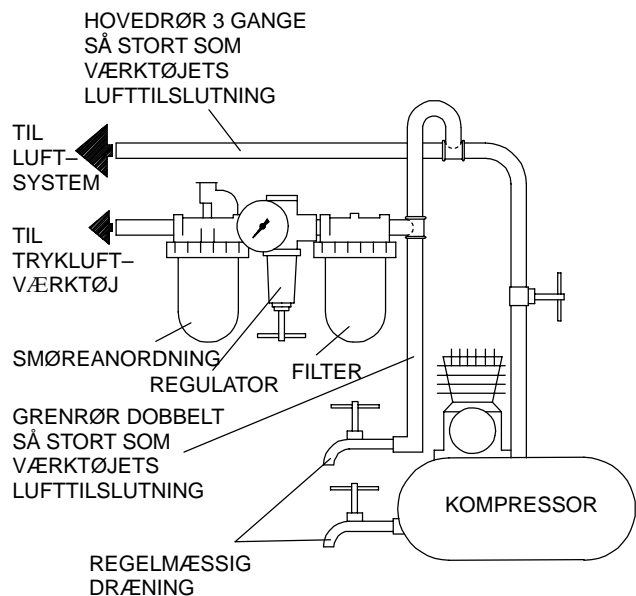 HOVEDRØR 3 GANGE
SÅ STORT SOM
VÆRKTØJETS
LUFTTILSLUTNING
TIL
LUFT–
SYSTEM
TIL
TRYKLUFT–
VÆRKTØJ
SMØREANORDNING
REGULATOR
FILTER
GRENRØR DOBBELT
SÅ STORT SOM
VÆRKTØJETS
LUFTTILSLUTNING
KOMPRESSOR
REGELMÆSSIG
DRÆNING